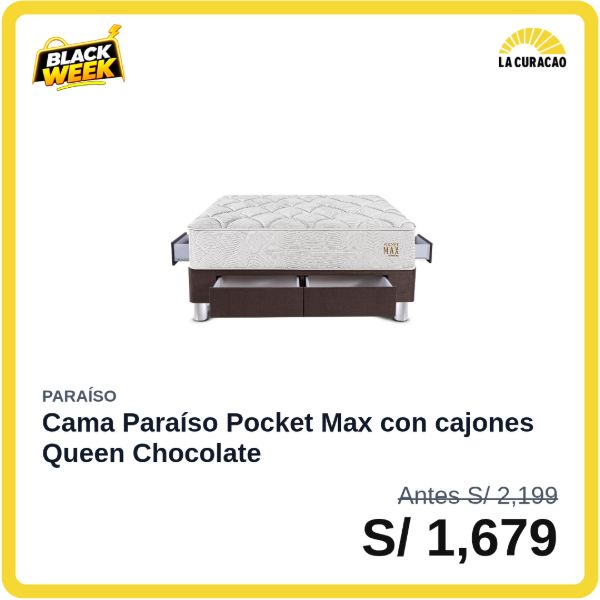 BLACK
WEEK
LA CURACAO
POCKET
MAX
PARAÍSO
Cama Paraíso Pocket Max con cajones
Queen Chocolate
Antes S/ 2,199
S/ 1,679